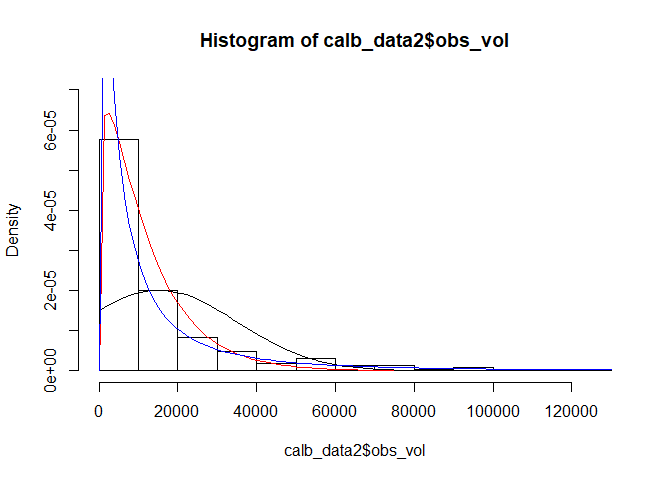 Histogram of calb_data2$obs_vol
Density
0e+00 2e-05 4e-05 6e-05
0 20000 40000 60000 80000 100000 120000
calb_data2$obs_vol